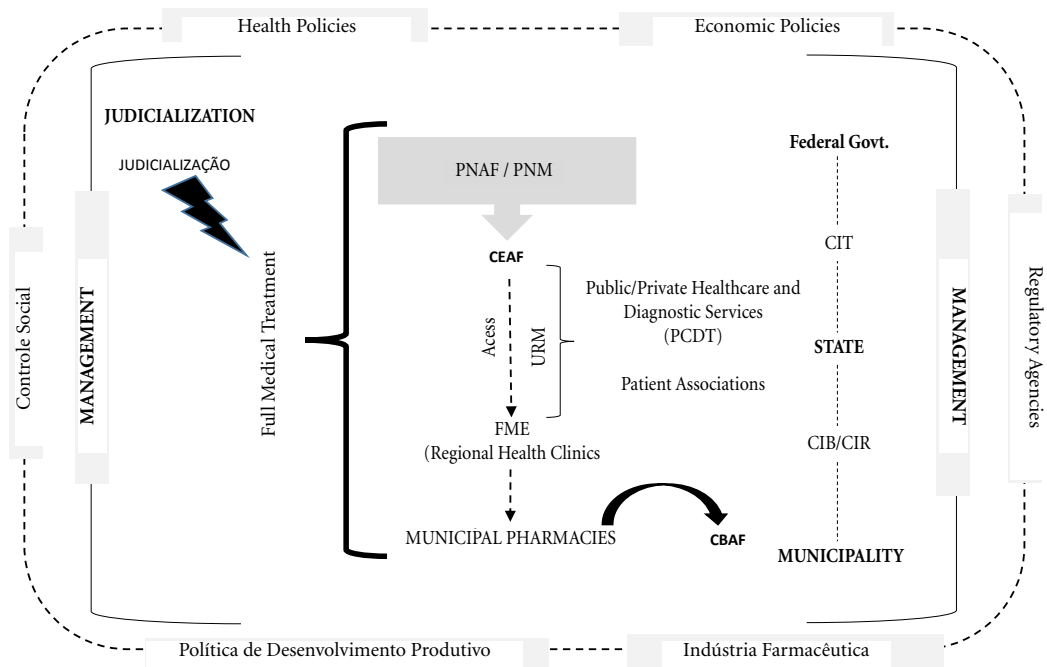 Health Policies
Economic Policies
JUDICIALIZATION
JUDICIALIZAÇÃO
Controle Social
MANAGEMENT
Full Medical Treatment
PNAF / PNM
CEAF
Acess
URM
Public/Private Healthcare and
Diagnostic Services
(PCDT)
Patient Associations
FME
(Regional Health Clinics
MUNICIPAL PHARMACIES
CBAF
Federal Govt.
CIT
STATE
CIB/CIR
MUNICIPALITY
MANAGEMENT
Regulatory Agencies
Política de Desenvolvimento Produtivo
Indústria Farmacêutica